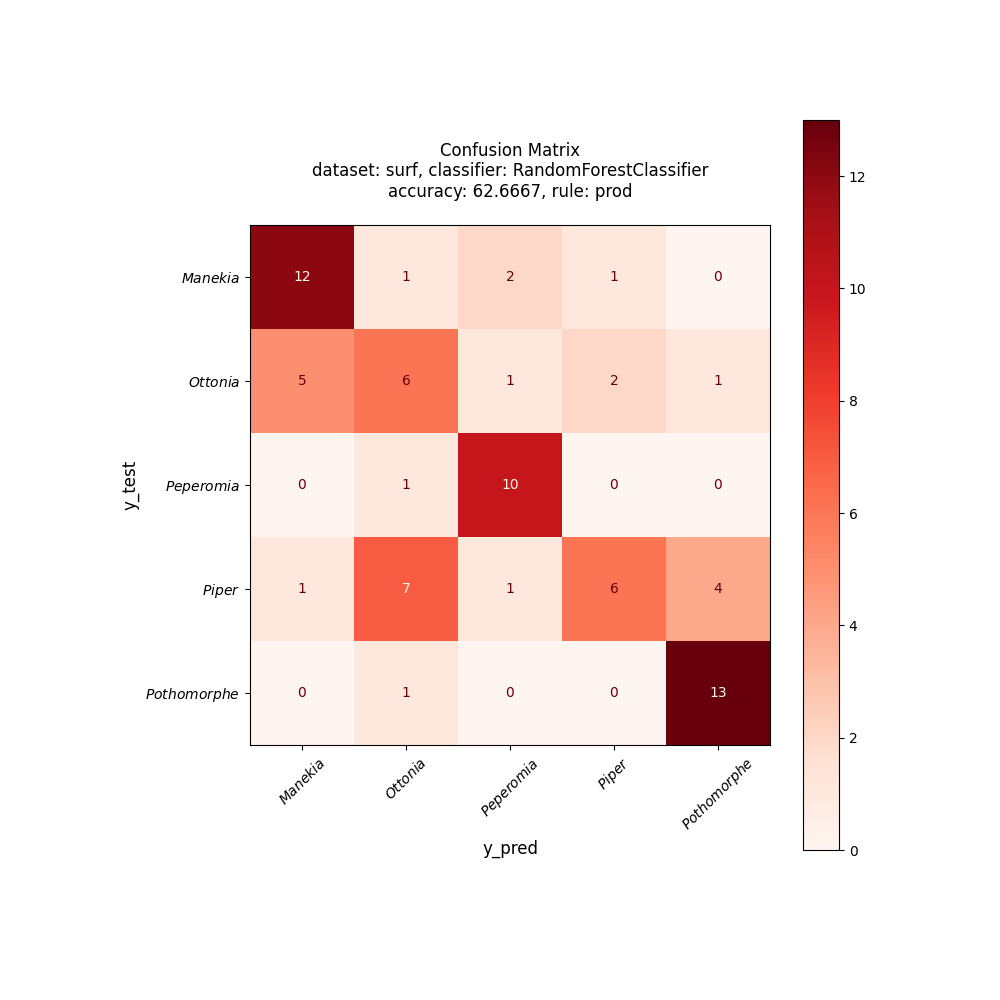 Confusion Matrix
dataset: surf, classifier: RandomForestClassifier
accuracy: 62.6667, rule: prod
Manekia 12 1 2 1 0
Ottonia 5 6 1 2 1
Peperomia 0 1 10 0 0
Piper 1 7 1 6 4
Pothomorphe 0 1 0 0 13
y_test
Manekia Ottonia Peperomia Piper Pothomorphe
y_pred
12
10
8
6
4
2
0